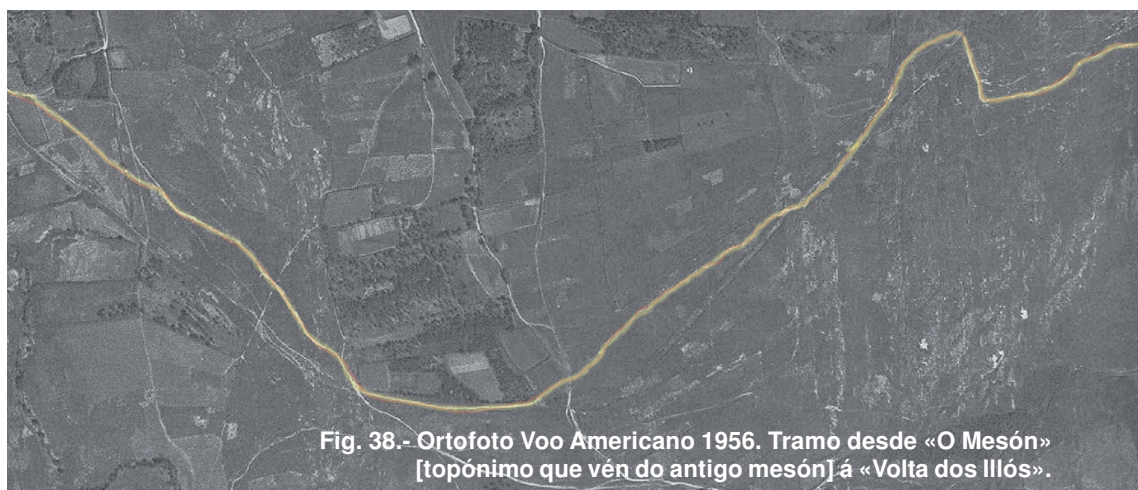 Fig. 38.- Ortofoto Voo Americano 1956. Tramo desde «O Mesón»
[topónimo que vén do antigo mesón] á «Volta dos Illós».